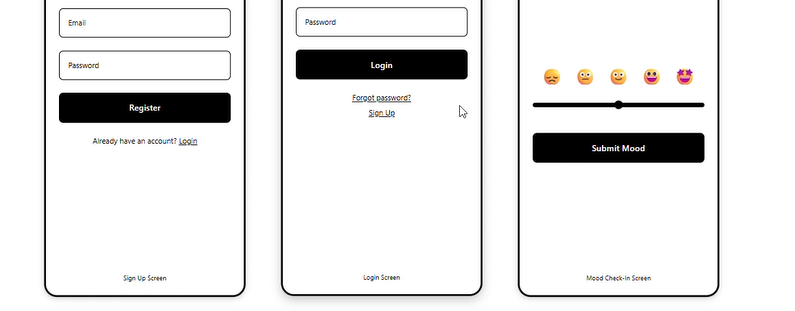 Email
Password
Register
Already have an account? Login
Sign Up Screen
Password
Login
Forgot password?
Sign Up
Login Screen
Submit Mood
Mood Check-In Screen